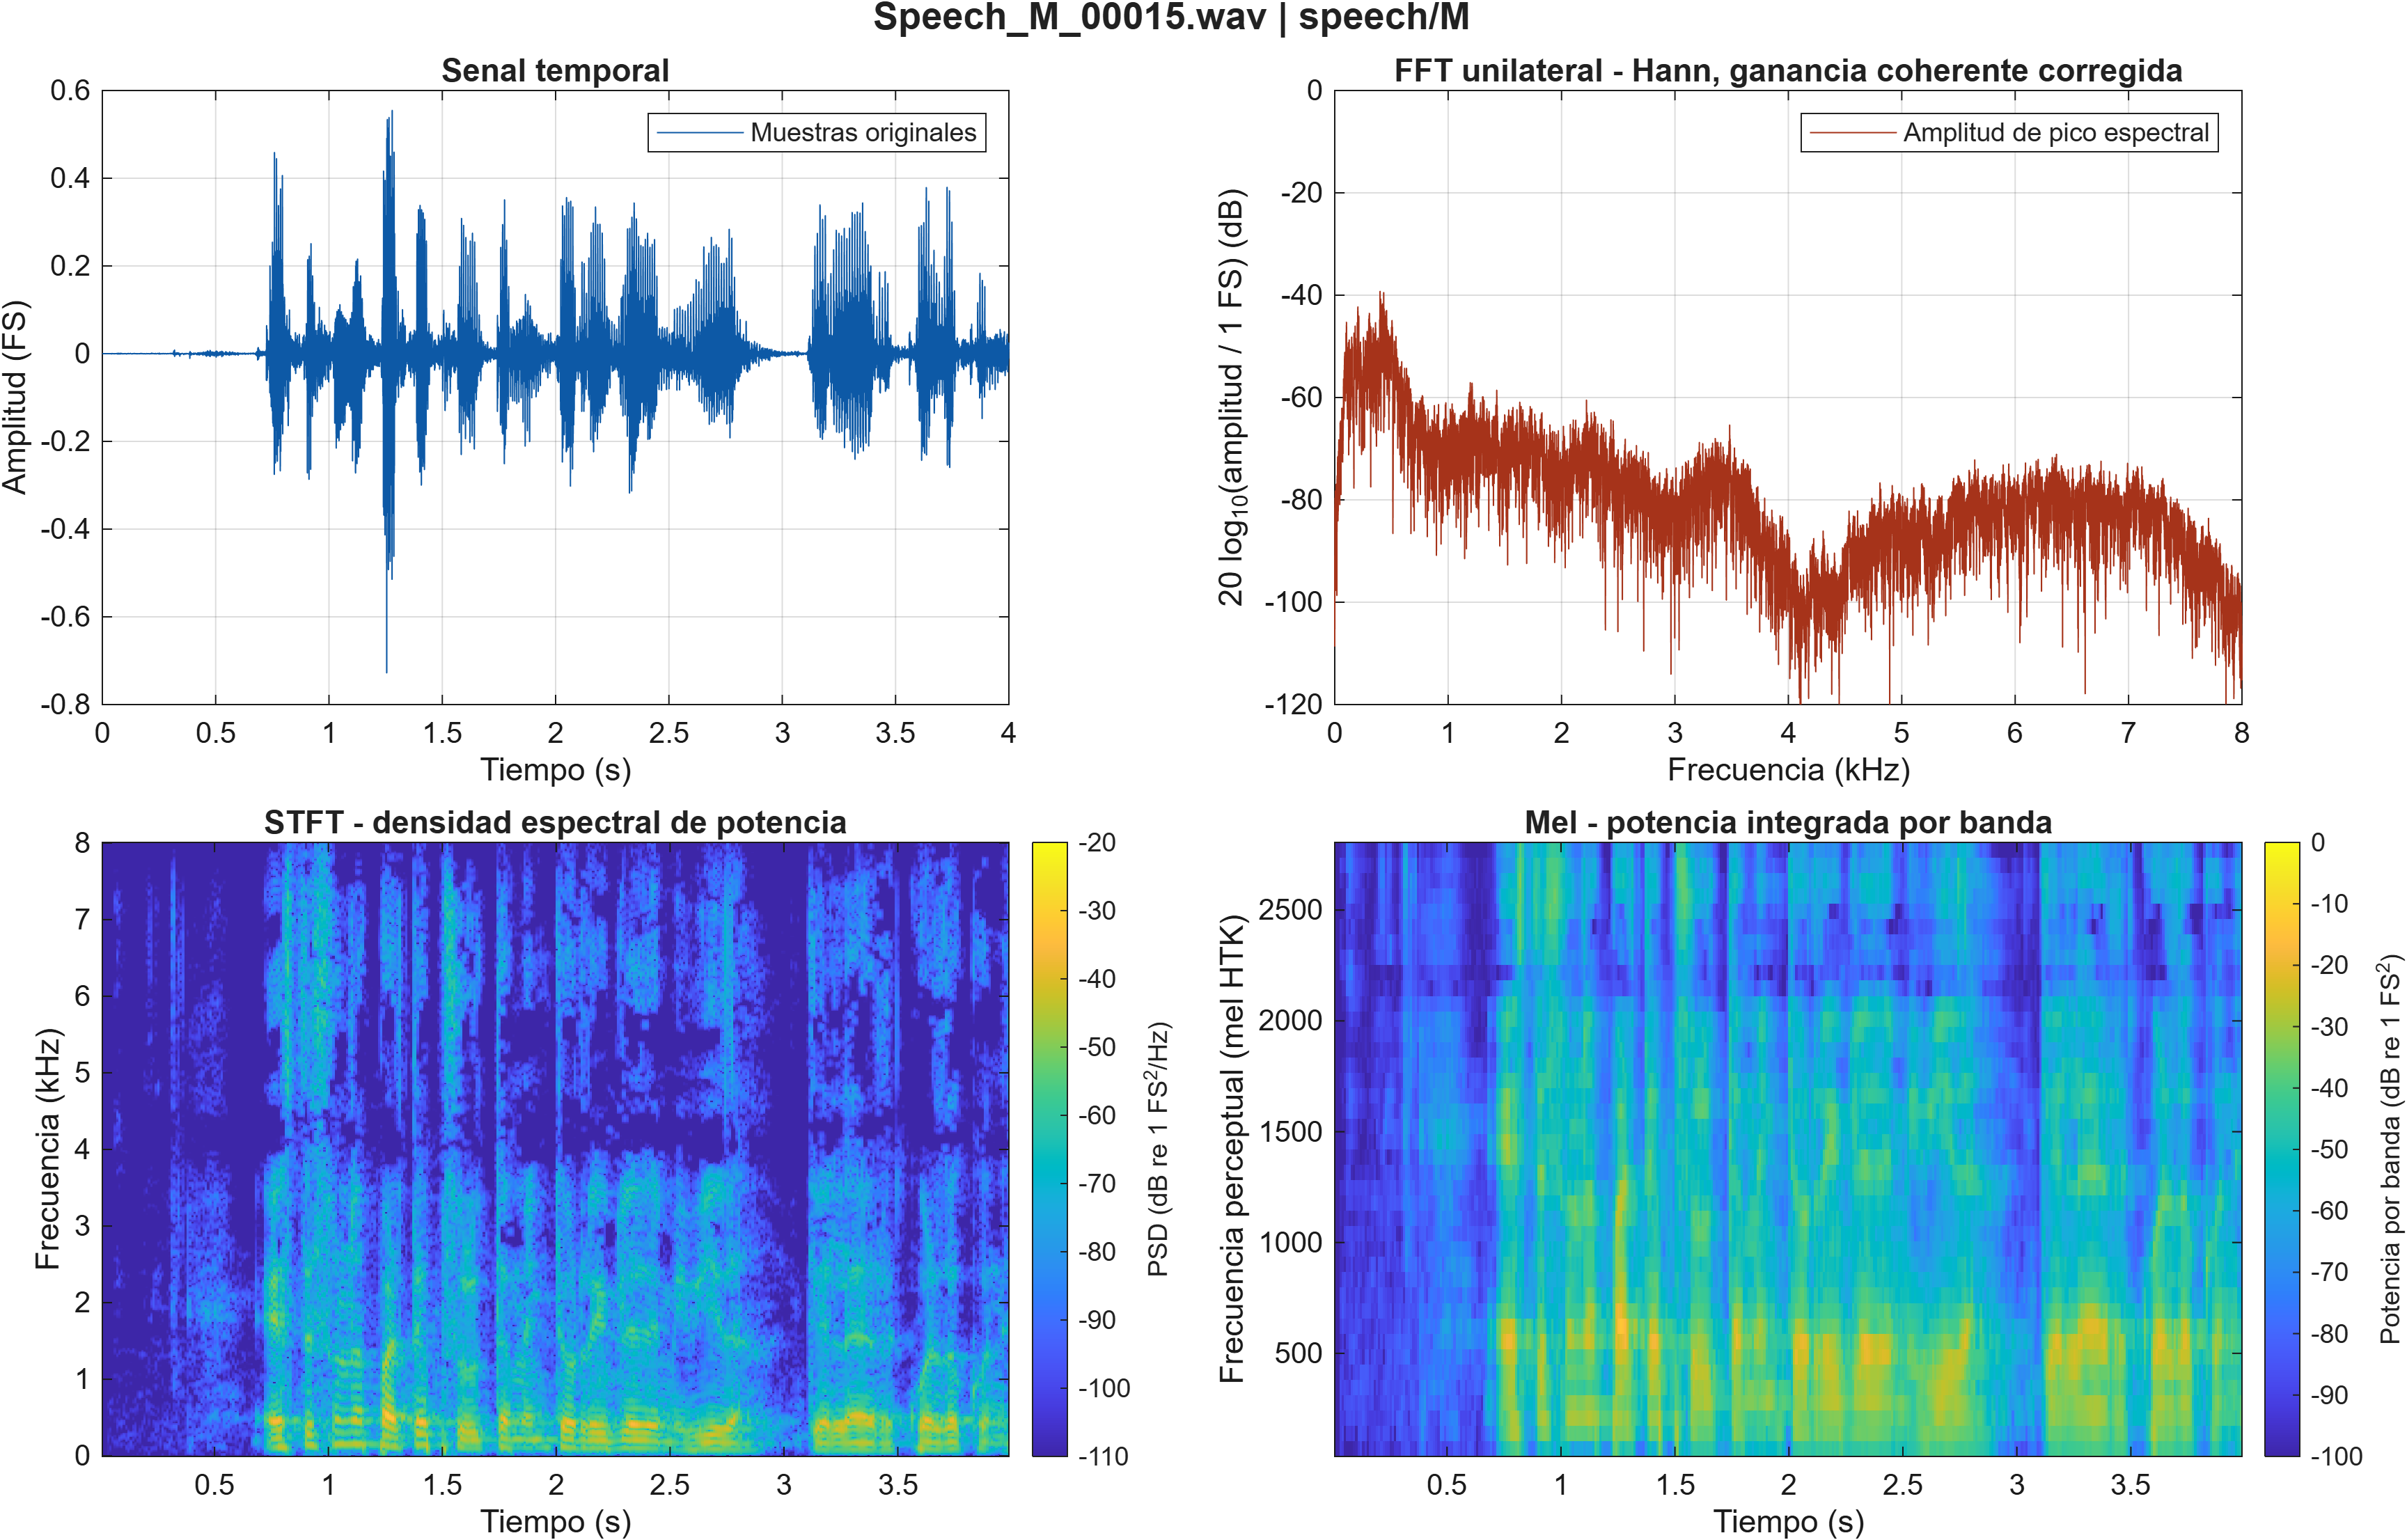 Speech_M_00015.wav | speech/M
Senal temporal
Muestras originales
Amplitud (FS)
0.6
0.4
0.2
0
-0.2
-0.4
-0.6
-0.8
0 0.5 1 1.5 2 2.5 3 3.5 4
Tiempo (s)
FFT unilateral - Hann, ganancia coherente corregida
Amplitud de pico espectral
20 log10(amplitud / 1 FS) (dB)
0
-20
-40
-60
-80
-100
-120
0 1 2 3 4 5 6 7 8
Frecuencia (kHz)
STFT - densidad espectral de potencia
Frecuencia (kHz)
8
7
6
5
4
3
2
1
0
0.5 1 1.5 2 2.5 3 3.5
Tiempo (s)
-20
-30
-40
-50
-60
-70
-80
-90
-100
-110
PSD (dB re 1 FS²/Hz)
Mel - potencia integrada por banda
Frecuencia perceptual (mel HTK)
2500
2000
1500
1000
500
0.5 1 1.5 2 2.5 3 3.5
Tiempo (s)
0
-10
-20
-30
-40
-50
-60
-70
-80
-90
-100
Potencia por banda (dB re 1 FS²)